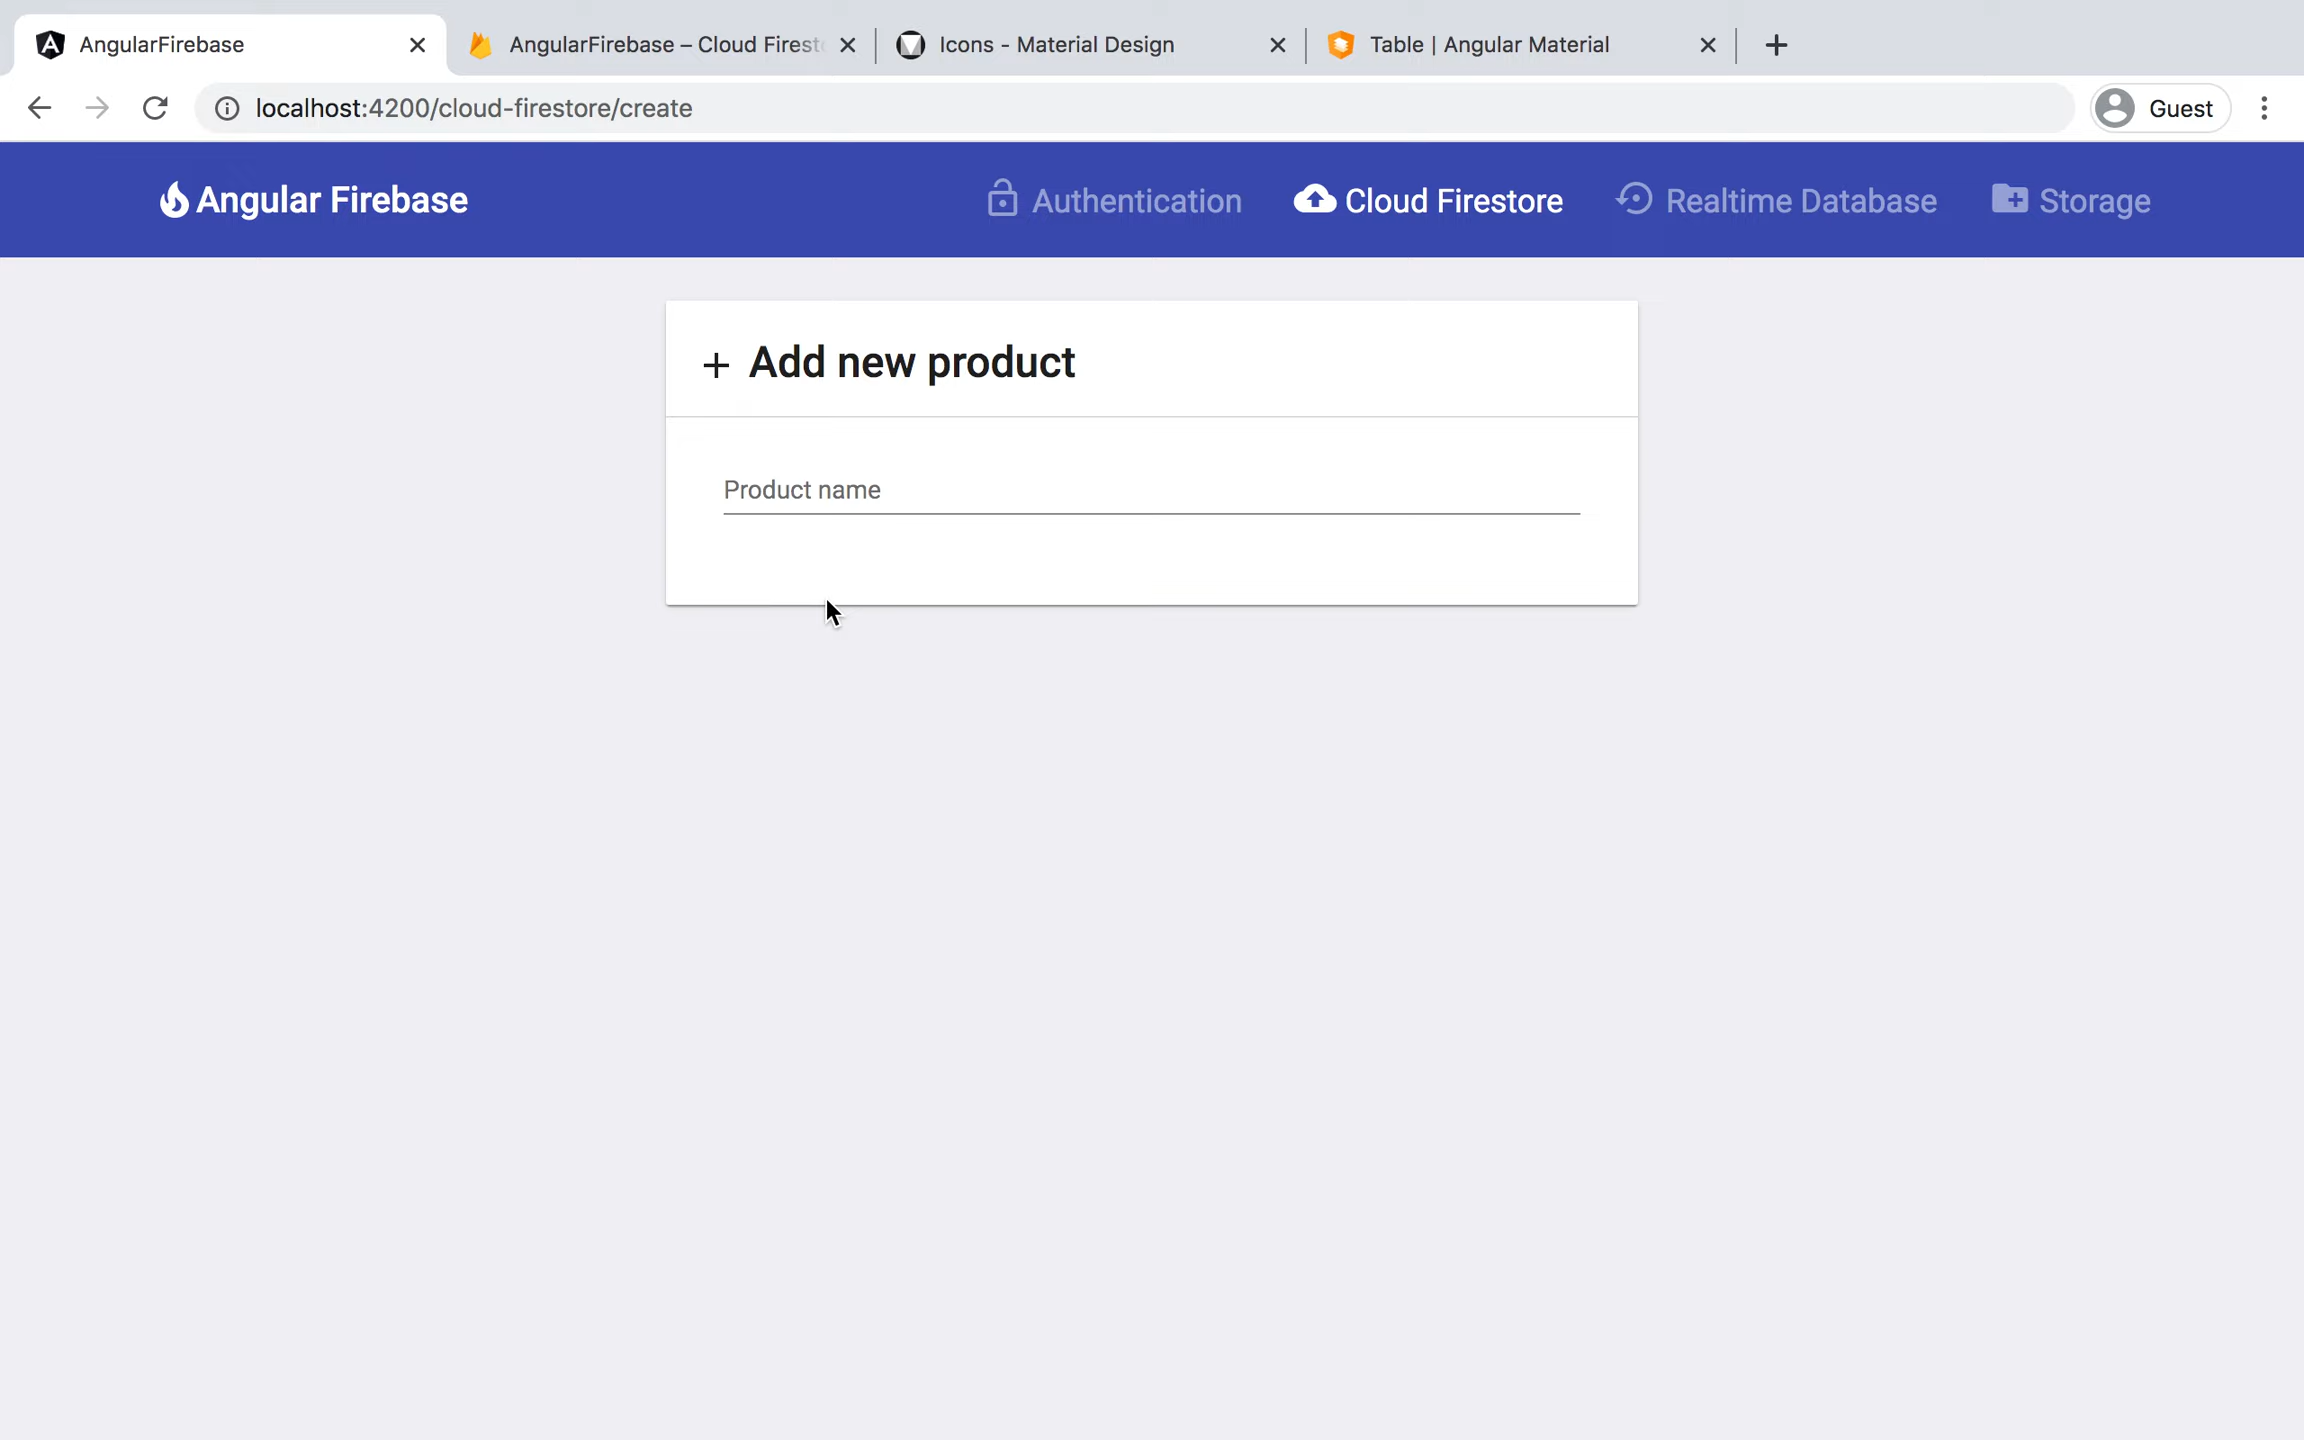 AngularFirebase
AngularFirebase – Cloud Firest
Icons - Material Design
Table | Angular Material
localhost:4200/cloud-firestore/create
Guest
Angular Firebase
Authentication
Cloud Firestore
Realtime Database
Storage
+ Add new product
Product name